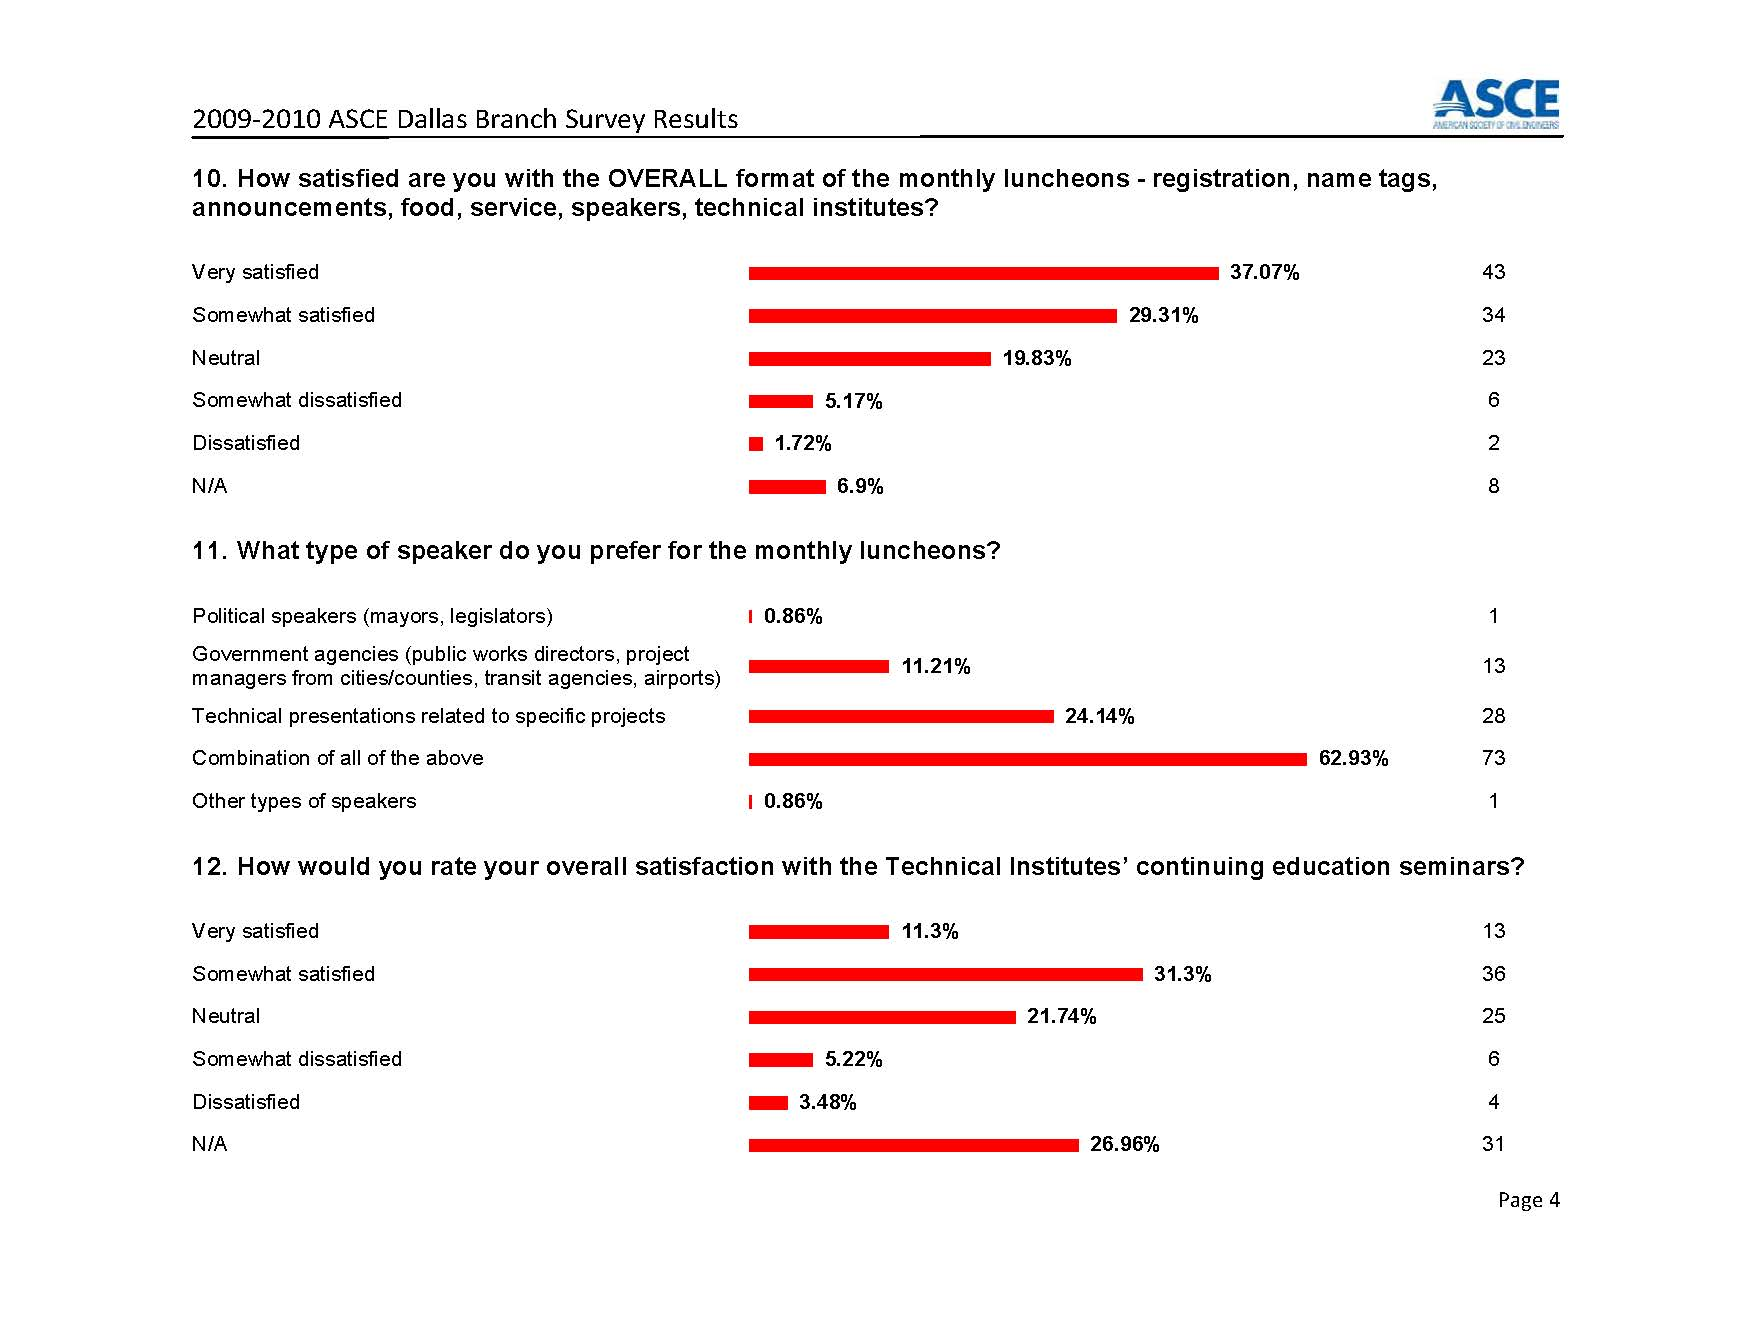 2009-2010 ASCE Dallas Branch Survey Results
ASCE
AMERICAN SOCIETY OF CIVIL ENGINEERS
10. How satisfied are you with the OVERALL format of the monthly luncheons - registration, name tags,
announcements, food, service, speakers, technical institutes?
Very satisfied 37.07% 43
Somewhat satisfied 29.31% 34
Neutral 19.83% 23
Somewhat dissatisfied 5.17% 6
Dissatisfied 1.72% 2
N/A 6.9% 8
11. What type of speaker do you prefer for the monthly luncheons?
Political speakers (mayors, legislators) 0.86% 1
Government agencies (public works directors, project
managers from cities/counties, transit agencies, airports) 11.21% 13
Technical presentations related to specific projects 24.14% 28
Combination of all of the above 62.93% 73
Other types of speakers 0.86% 1
12. How would you rate your overall satisfaction with the Technical Institutes’ continuing education seminars?
Very satisfied 11.3% 13
Somewhat satisfied 31.3% 36
Neutral 21.74% 25
Somewhat dissatisfied 5.22% 6
Dissatisfied 3.48% 4
N/A 26.96% 31
Page 4